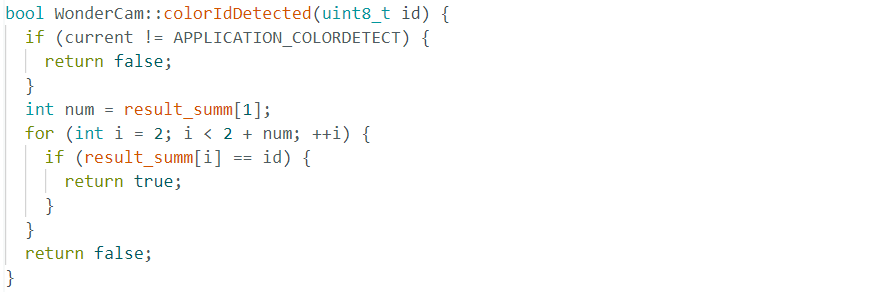 bool WonderCam::colorIdDetected(uint8_t id) {
  if (current != APPLICATION_COLORDETECT) {
    return false;
  }
  int num = result_summ[1];
  for (int i = 2; i < 2 + num; ++i) {
    if (result_summ[i] == id) {
      return true;
    }
  }
  return false;
}